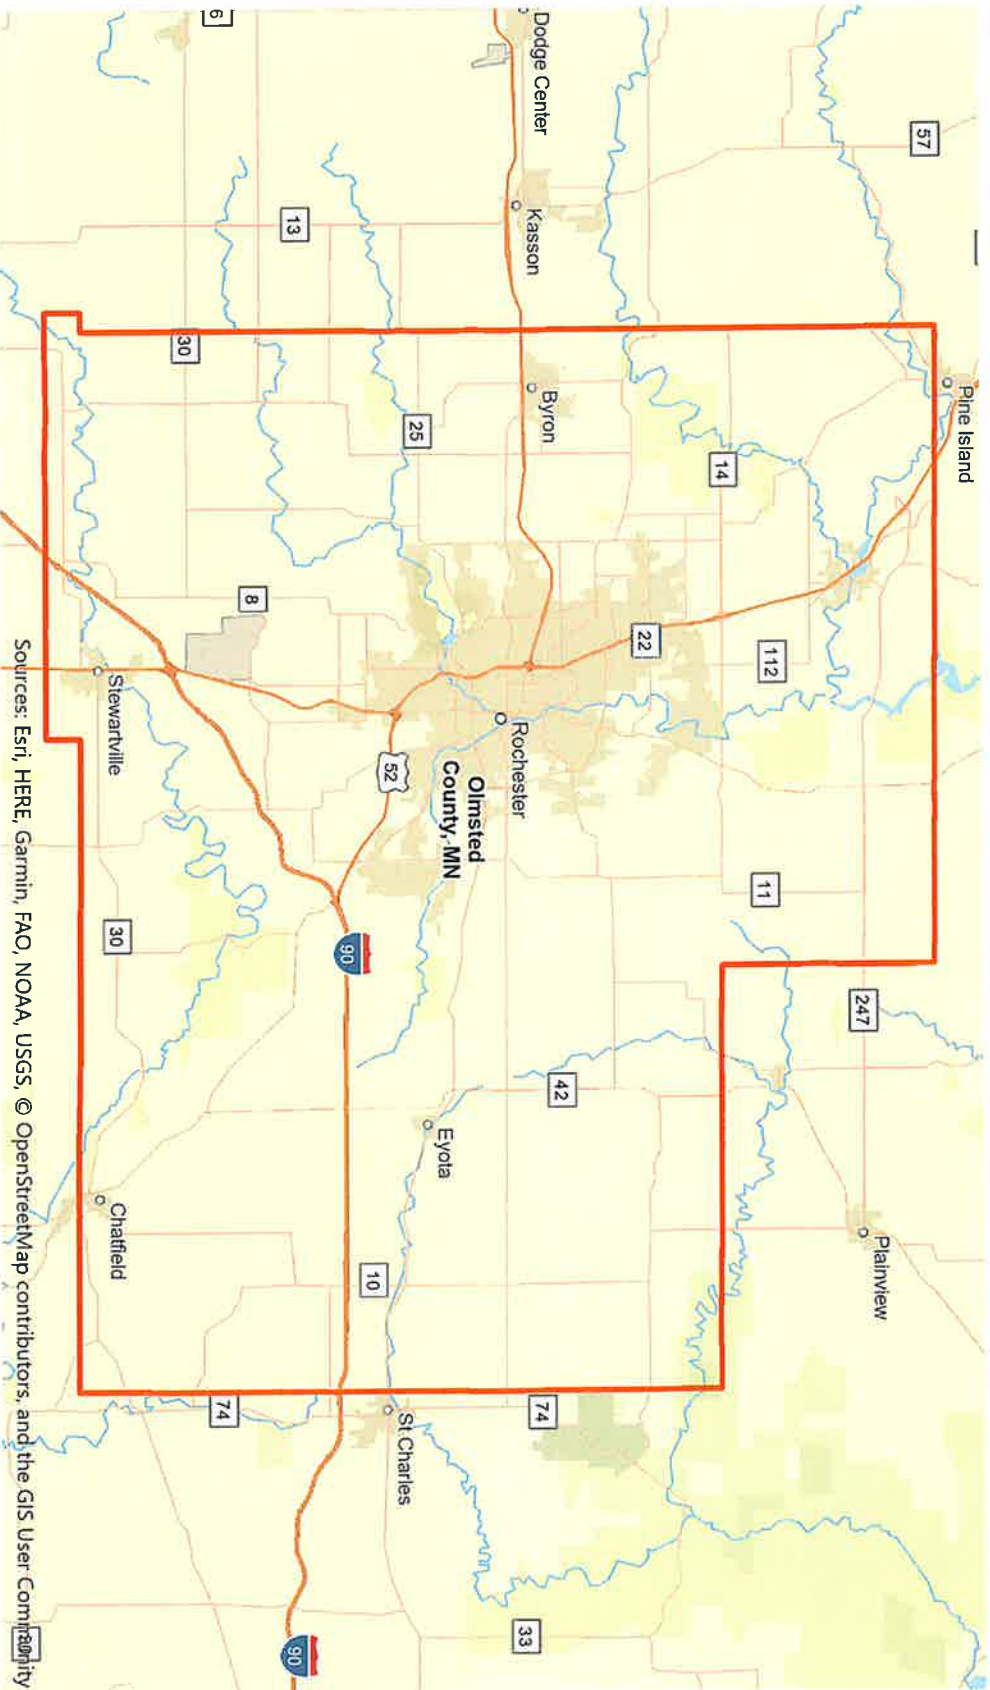 57
Pine Island
Plainview
247
112
11
14
22
42
Dodge Center
Kasson
Byron
Rochester
74
33
Olmsted
County, MN
Eyota
25
St.Charles
52
10
90
13
90
8
74
6
30
30
Stewartville
Chatfield
Sources: Esri, HERE, Garmin, FAO, NOAA, USGS, © OpenStreetMap contributors, and the GIS User Community